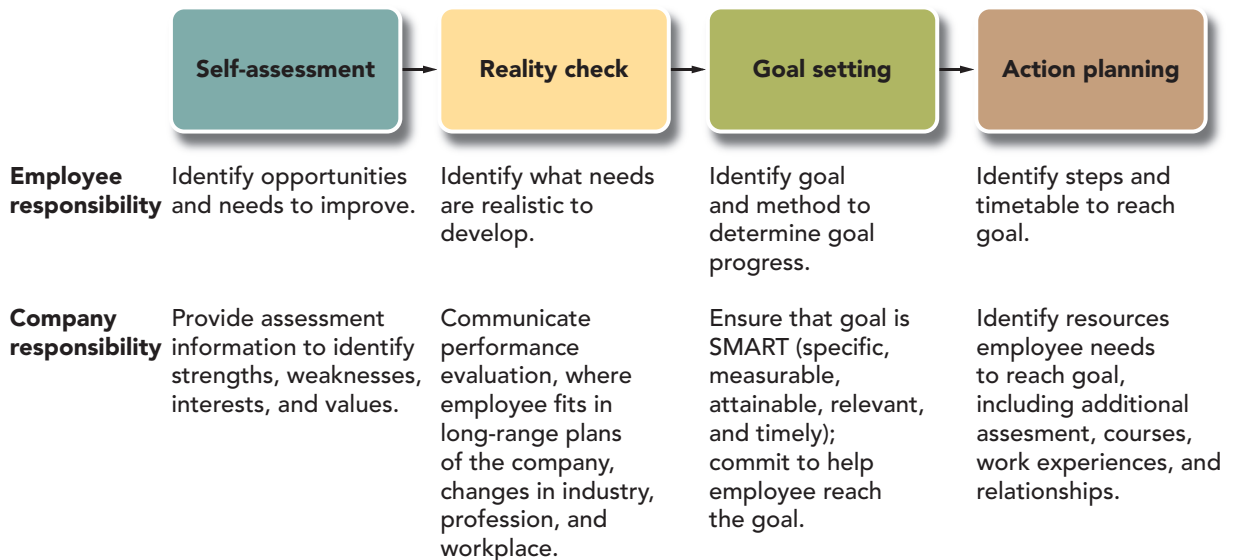 Self-assessment
Reality check
Goal setting
Action planning
Employee
responsibility
Identify opportunities
and needs to improve.
Identify what needs
are realistic to
develop.
Identify goal
and method to
determine goal
progress.
Identify steps and
timetable to reach
goal.
Company
responsibility
Provide assessment
information to identify
strengths, weaknesses,
interests, and values.
Communicate
performance
evaluation, where
employee fits in
long-range plans
of the company,
changes in industry,
profession, and
workplace.
Ensure that goal is
SMART (specific,
measurable,
attainable, relevant,
and timely);
commit to help
employee reach
the goal.
Identify resources
employee needs
to reach goal,
including additional
assesment, courses,
work experiences, and
relationships.